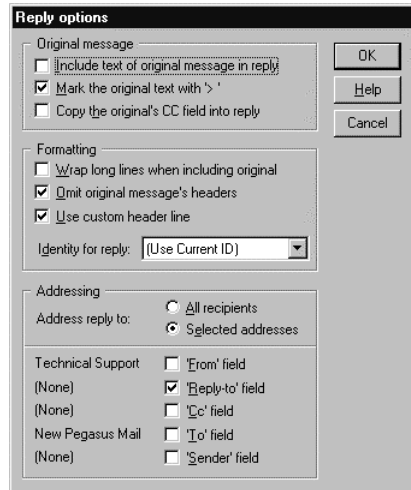 Reply options
Original message
Include text of original message in reply
Mark the original text with '> '
Copy the original's CC field into reply
OK
Help
Cancel
Formatting
Wrap long lines when including original
Omit original message's headers
Use custom header line
Identity for reply: (Use Current ID)
Addressing
Address reply to:
All recipients
Selected addresses
Technical Support 'From' field
(None) 'Reply-to' field
(None) 'Cc' field
New Pegasus Mail 'To' field
(None) 'Sender' field